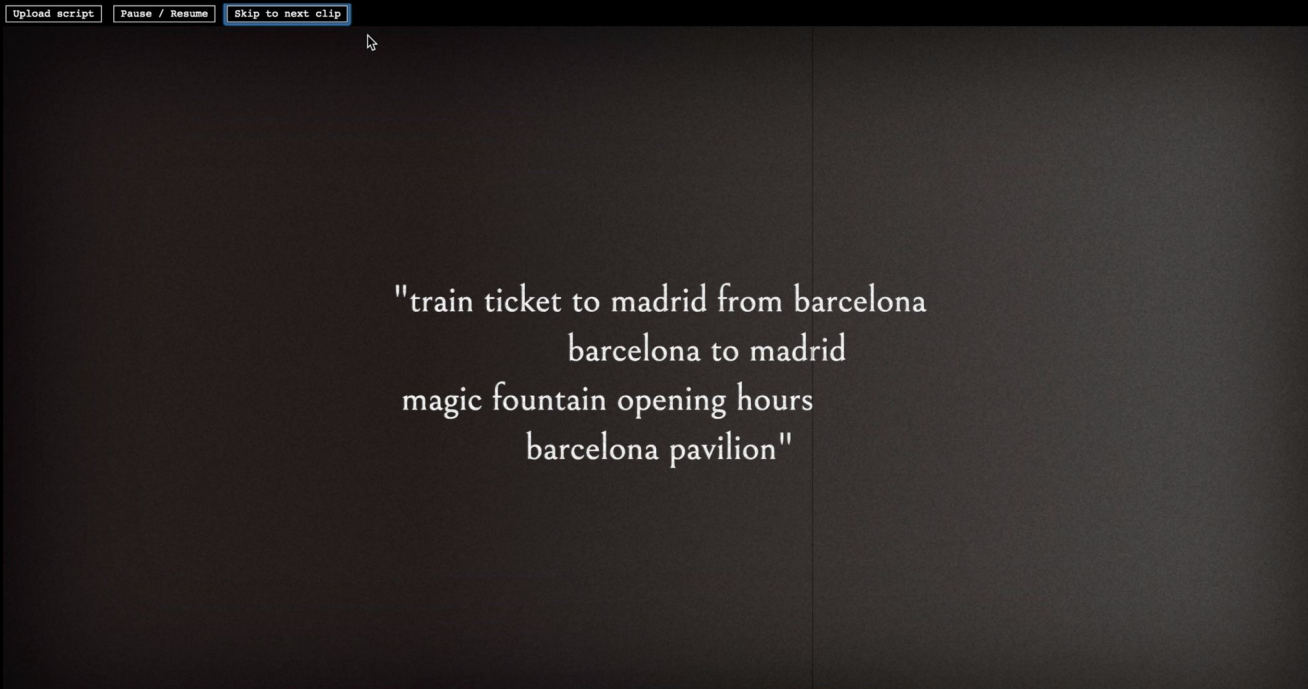 Upload script Pause / Resume Skip to next clip
"train ticket to madrid from barcelona
barcelona to madrid
magic fountain opening hours
barcelona pavilion"